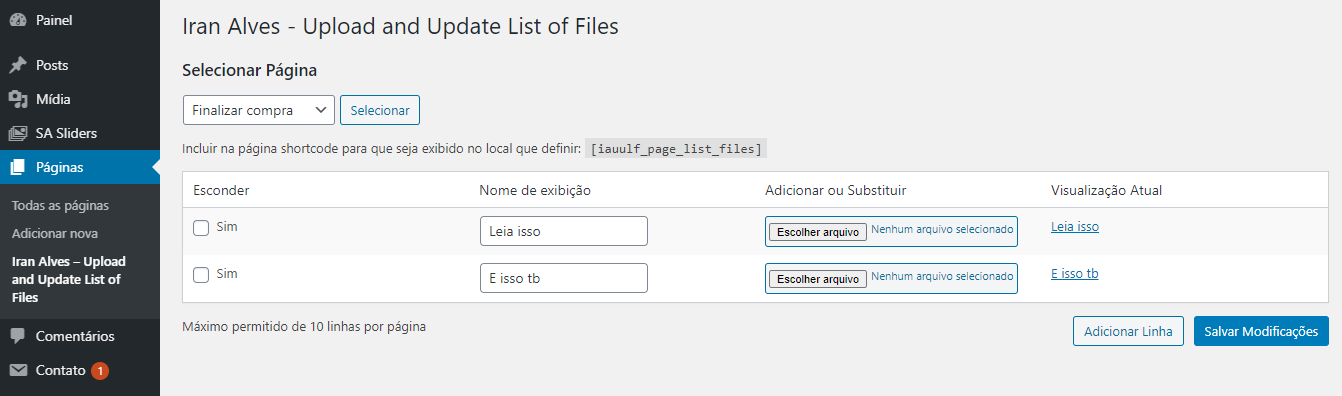 Painel
Posts
Mídia
SA Sliders
Páginas
Todas as páginas
Adicionar nova
Iran Alves – Upload
and Update List of
Files
Comentários
Contato 1
Iran Alves - Upload and Update List of Files
Selecionar Página
Finalizar compra Selecionar
Incluir na página shortcode para que seja exibido no local que definir: [iauulf_page_list_files]
Esconder Nome de exibição Adicionar ou Substituir Visualização Atual
Sim Leia isso Escolher arquivo Nenhum arquivo selecionado Leia isso
Sim E isso tb Escolher arquivo Nenhum arquivo selecionado E isso tb
Máximo permitido de 10 linhas por página Adicionar Linha Salvar Modificações